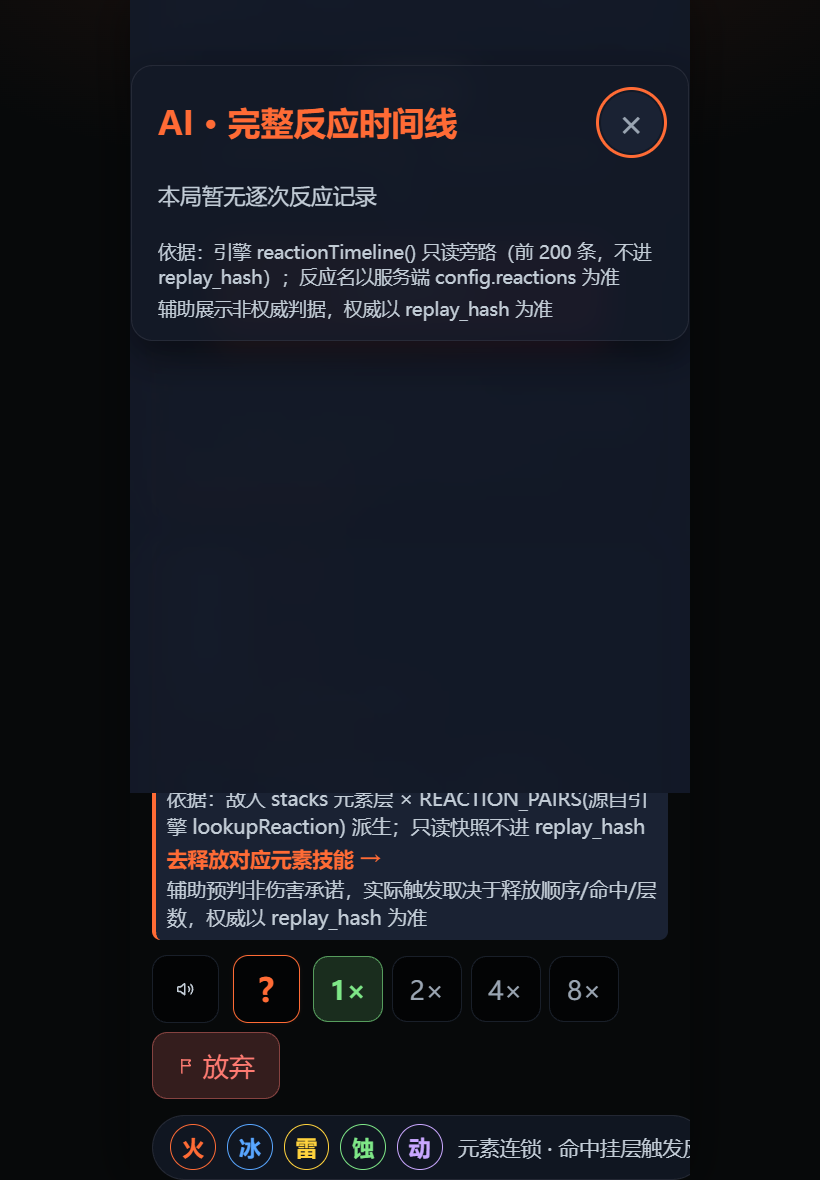 AI · 完整反应时间线
×
本局暂无逐次反应记录
依据：引擎 reactionTimeline() 只读旁路（前 200 条，不进
replay_hash）；反应名以服务端 config.reactions 为准
辅助展示非权威判据，权威以 replay_hash 为准
依据：敌人 stacks 元素层 × REACTION_PAIRS(源自引
擎 lookupReaction) 派生；只读快照不进 replay_hash
去释放对应元素技能 →
辅助预判非伤害承诺，实际触发取决于释放顺序/命中/层
数，权威以 replay_hash 为准
? 1× 2× 4× 8×
放弃
火 冰 雷 蚀 动 元素连锁 · 命中挂层触发